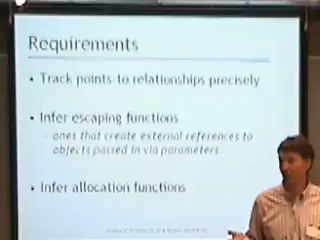 Requirements
• Track points-to relationships precisely
• Infer escaping functions
- ones that create external references to
objects passed in via parameters
• Infer allocation functions